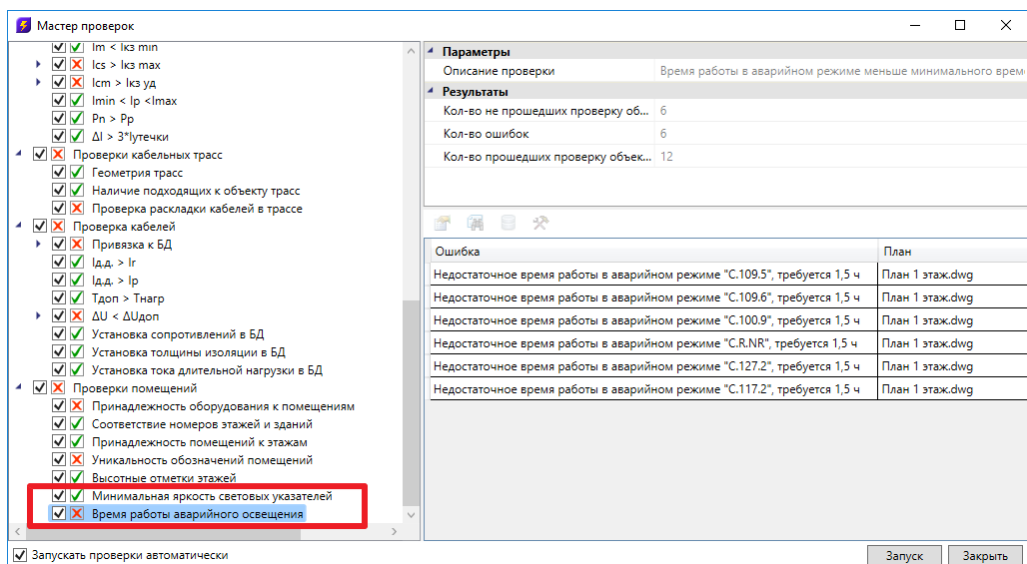 Мастер проверок
Im < Iкз min
Ics > Iкз max
Icm > Iкз уд
Imin < Ip <Imax
Pn > Pp
ΔI > 3*Iутечки
Проверки кабельных трасс
Геометрия трасс
Наличие подходящих к объекту трасс
Проверка раскладки кабелей в трассе
Проверка кабелей
Привязка к БД
Iд.д. > Ir
Iд.д. > Ip
Tдоп > Tнагр
ΔU < ΔUдоп
Установка сопротивлений в БД
Установка толщины изоляции в БД
Установка тока длительной нагрузки в БД
Проверки помещений
Принадлежность оборудования к помещениям
Соответствие номеров этажей и зданий
Принадлежность помещений к этажам
Уникальность обозначений помещений
Высотные отметки этажей
Минимальная яркость световых указателей
Время работы аварийного освещения
Запускать проверки автоматически
Параметры
Описание проверки Время работы в аварийном режиме меньше минимального врем
Результаты
Кол-во не прошедших проверку об... 6
Кол-во ошибок 6
Кол-во прошедших проверку объек... 12
Ошибка План
Недостаточное время работы в аварийном режиме "С.109.5", требуется 1,5 ч План 1 этаж.dwg
Недостаточное время работы в аварийном режиме "С.109.6", требуется 1,5 ч План 1 этаж.dwg
Недостаточное время работы в аварийном режиме "С.100.9", требуется 1,5 ч План 1 этаж.dwg
Недостаточное время работы в аварийном режиме "C.R.NR", требуется 1,5 ч План 1 этаж.dwg
Недостаточное время работы в аварийном режиме "С.127.2", требуется 1,5 ч План 1 этаж.dwg
Недостаточное время работы в аварийном режиме "С.117.2", требуется 1,5 ч План 1 этаж.dwg
Запуск Закрыть